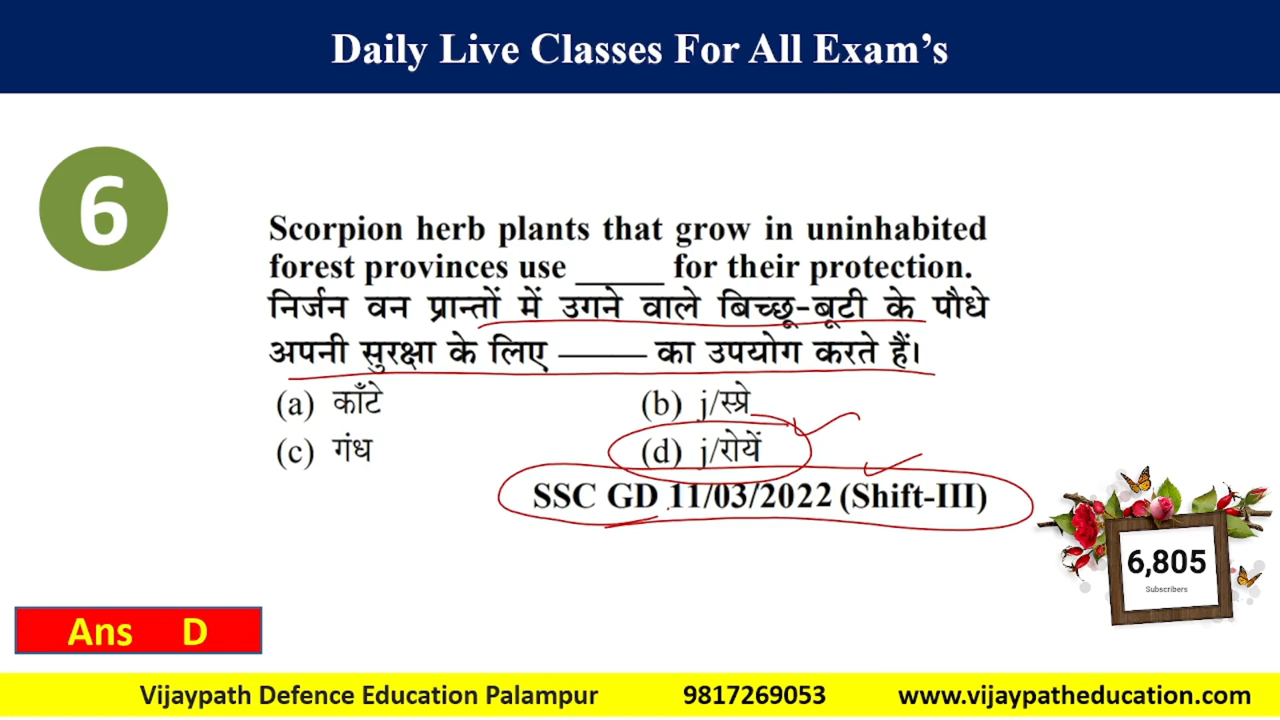 Daily Live Classes For All Exam's
6
Scorpion herb plants that grow in uninhabited
forest provinces use _____ for their protection.
निर्जन वन प्रान्तों में उगने वाले बिच्छू-बूटी के पौधे
अपनी सुरक्षा के लिए _____ का उपयोग करते हैं।
(a) काँटे (b) j/स्प्रे
(c) गंध (d) j/रोयें
SSC GD 11/03/2022 (Shift-III)
6,805
Subscribers
Ans D
Vijaypath Defence Education Palampur 9817269053 www.vijaypatheducation.com